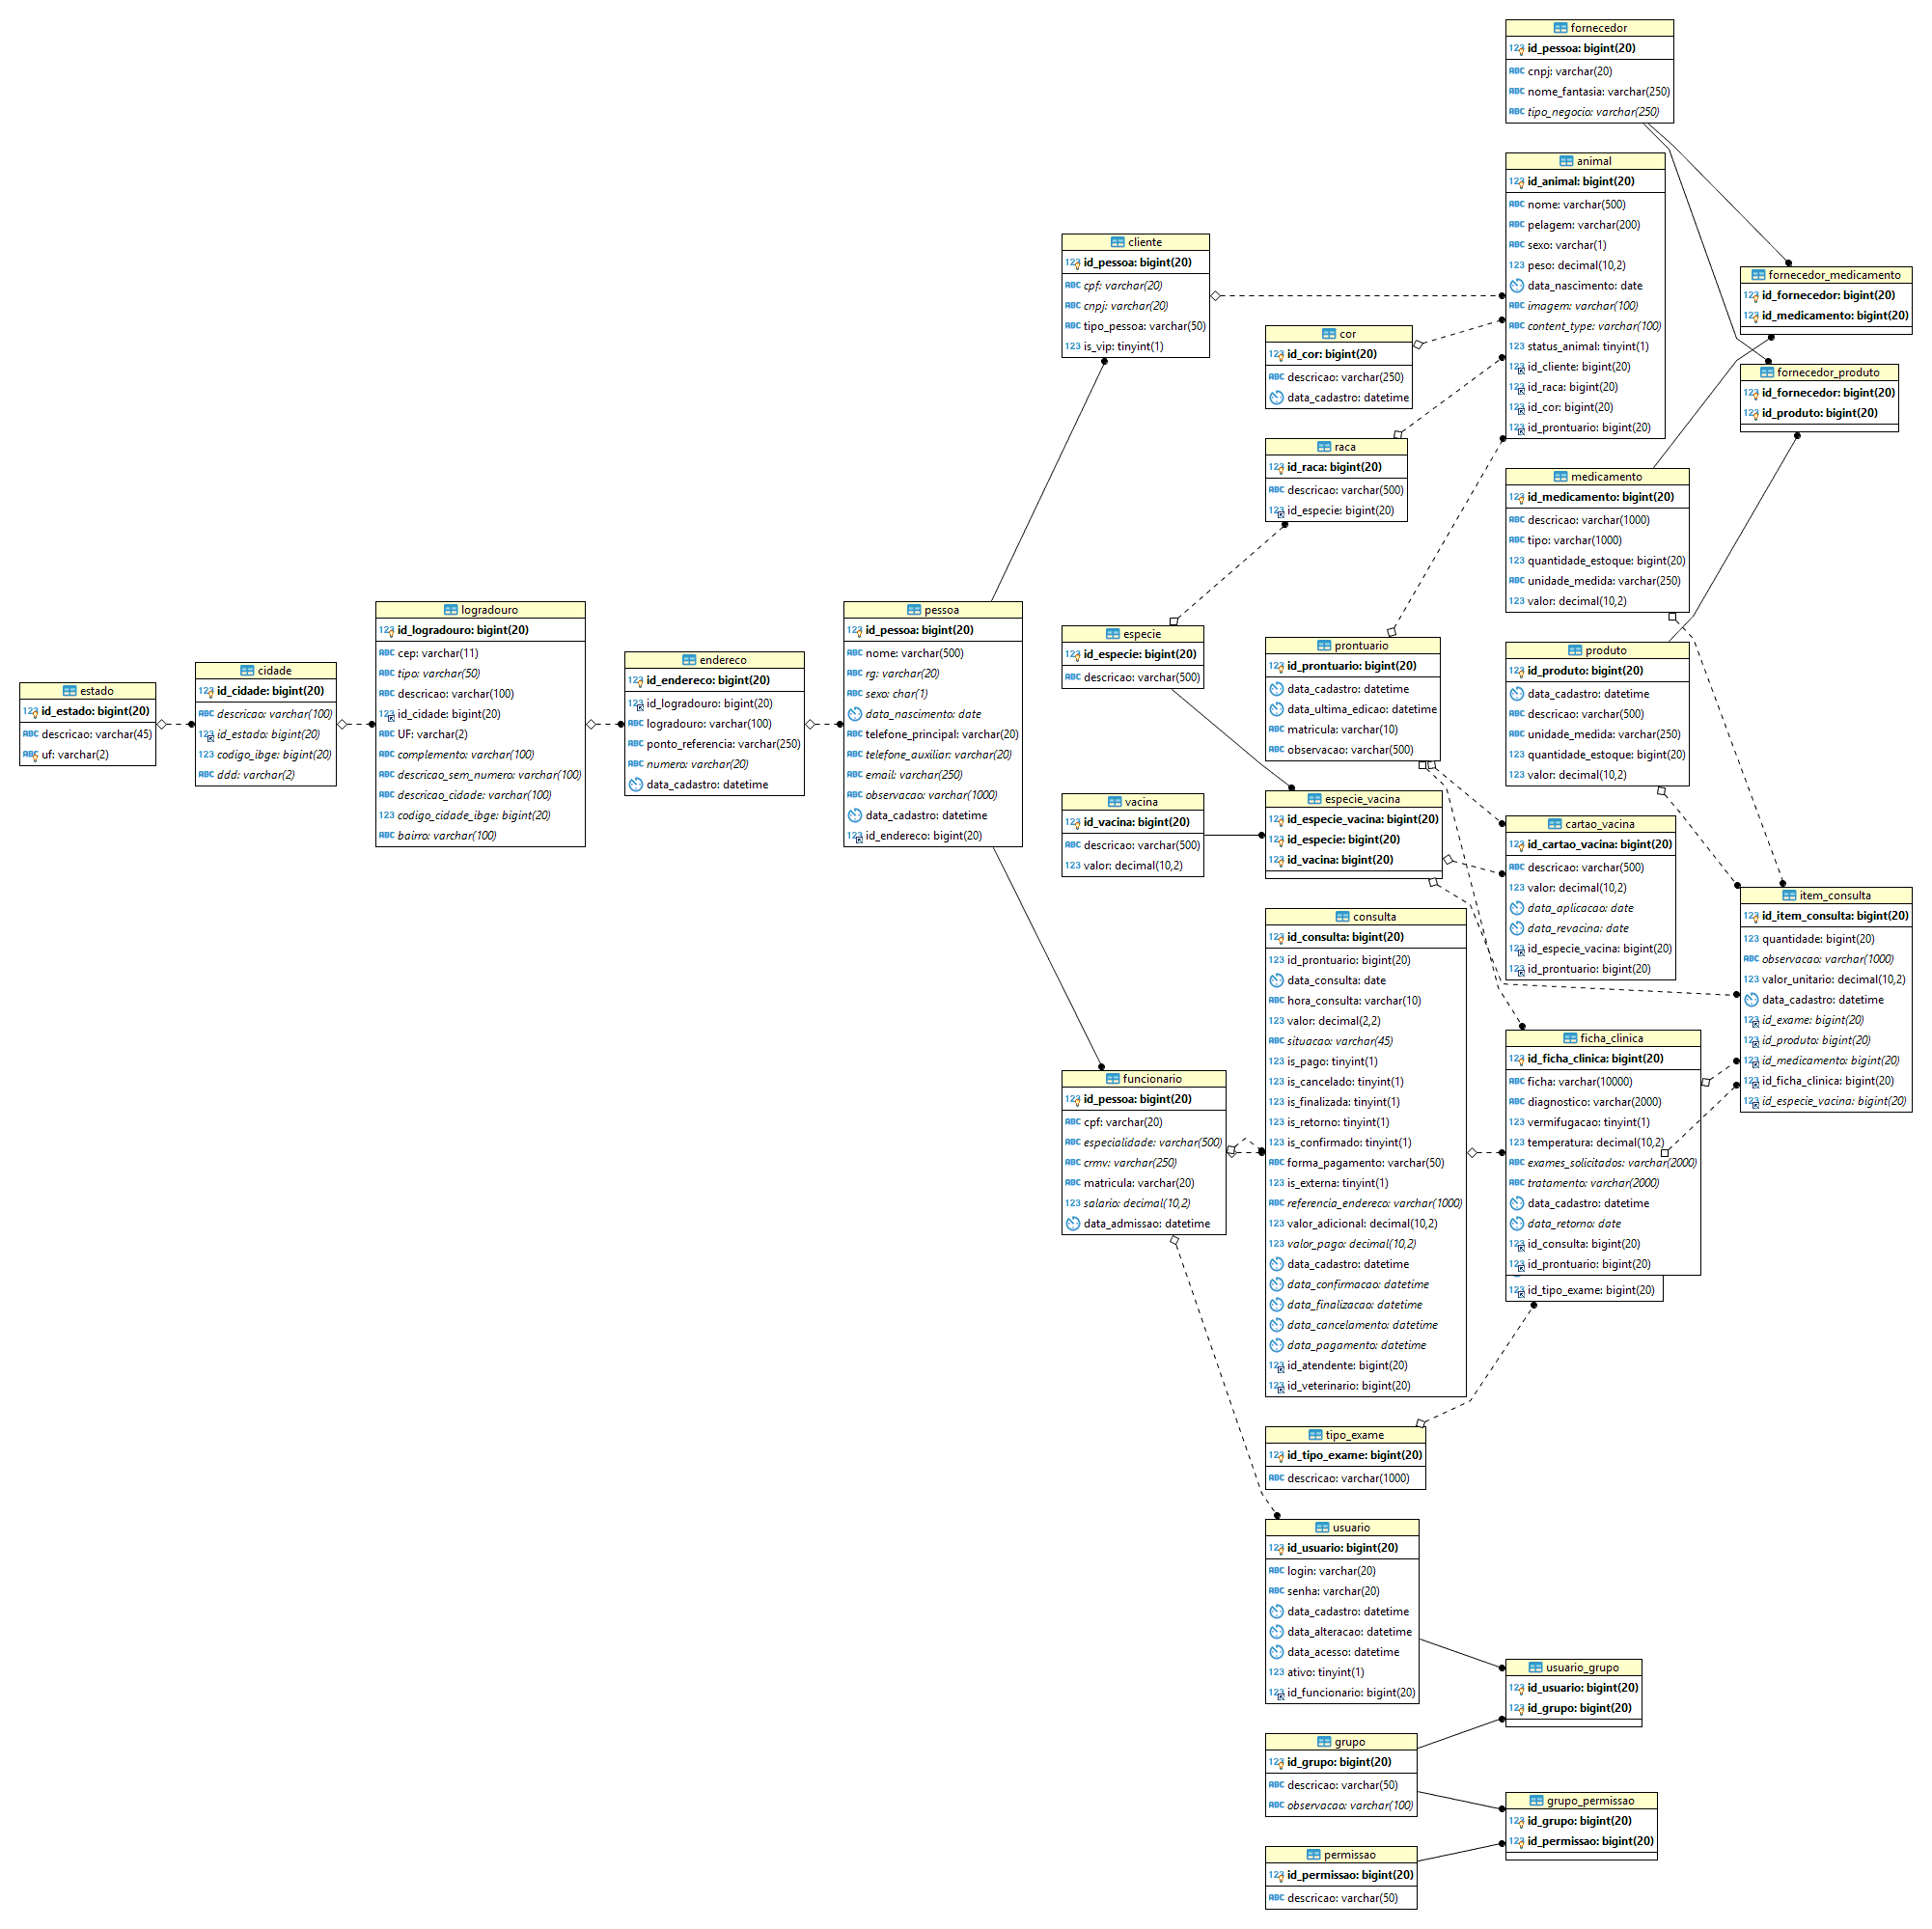 fornecedor
id_pessoa: bigint(20)
cnpj: varchar(20)
nome_fantasia: varchar(250)
tipo_negocio: varchar(250)
animal
id_animal: bigint(20)
nome: varchar(500)
pelagem: varchar(200)
sexo: varchar(1)
peso: decimal(10,2)
data_nascimento: date
imagem: varchar(100)
content_type: varchar(100)
status_animal: tinyint(1)
id_cliente: bigint(20)
id_raca: bigint(20)
id_cor: bigint(20)
id_prontuario: bigint(20)
cliente
id_pessoa: bigint(20)
cpf: varchar(20)
cnpj: varchar(20)
tipo_pessoa: varchar(50)
is_vip: tinyint(1)
fornecedor_medicamento
id_fornecedor: bigint(20)
id_medicamento: bigint(20)
cor
id_cor: bigint(20)
descricao: varchar(250)
data_cadastro: datetime
fornecedor_produto
id_fornecedor: bigint(20)
id_produto: bigint(20)
raca
id_raca: bigint(20)
descricao: varchar(500)
id_especie: bigint(20)
medicamento
id_medicamento: bigint(20)
descricao: varchar(1000)
tipo: varchar(1000)
quantidade_estoque: bigint(20)
unidade_medida: varchar(250)
valor: decimal(10,2)
estado
id_estado: bigint(20)
descricao: varchar(45)
uf: varchar(2)
cidade
id_cidade: bigint(20)
descricao: varchar(100)
id_estado: bigint(20)
codigo_ibge: bigint(20)
ddd: varchar(2)
logradouro
id_logradouro: bigint(20)
cep: varchar(11)
tipo: varchar(50)
descricao: varchar(100)
id_cidade: bigint(20)
UF: varchar(2)
complemento: varchar(100)
descricao_sem_numero: varchar(100)
descricao_cidade: varchar(100)
codigo_cidade_ibge: bigint(20)
bairro: varchar(100)
endereco
id_endereco: bigint(20)
id_logradouro: bigint(20)
logradouro: varchar(100)
ponto_referencia: varchar(250)
numero: varchar(20)
data_cadastro: datetime
pessoa
id_pessoa: bigint(20)
nome: varchar(500)
rg: varchar(20)
sexo: char(1)
data_nascimento: date
telefone_principal: varchar(20)
telefone_auxiliar: varchar(20)
email: varchar(250)
observacao: varchar(1000)
data_cadastro: datetime
id_endereco: bigint(20)
especie
id_especie: bigint(20)
descricao: varchar(500)
prontuario
id_prontuario: bigint(20)
data_cadastro: datetime
data_ultima_edicao: datetime
matricula: varchar(10)
observacao: varchar(500)
produto
id_produto: bigint(20)
data_cadastro: datetime
descricao: varchar(500)
unidade_medida: varchar(250)
quantidade_estoque: bigint(20)
valor: decimal(10,2)
vacina
id_vacina: bigint(20)
descricao: varchar(500)
valor: decimal(10,2)
especie_vacina
id_especie_vacina: bigint(20)
id_especie: bigint(20)
id_vacina: bigint(20)
cartao_vacina
id_cartao_vacina: bigint(20)
descricao: varchar(500)
valor: decimal(10,2)
data_aplicacao: date
data_revacina: date
id_especie_vacina: bigint(20)
id_prontuario: bigint(20)
item_consulta
id_item_consulta: bigint(20)
quantidade: bigint(20)
observacao: varchar(1000)
valor_unitario: decimal(10,2)
data_cadastro: datetime
id_exame: bigint(20)
id_produto: bigint(20)
id_medicamento: bigint(20)
id_ficha_clinica: bigint(20)
id_especie_vacina: bigint(20)
consulta
id_consulta: bigint(20)
id_prontuario: bigint(20)
data_consulta: date
hora_consulta: varchar(10)
valor: decimal(2,2)
situacao: varchar(45)
is_pago: tinyint(1)
is_cancelado: tinyint(1)
is_finalizada: tinyint(1)
is_retorno: tinyint(1)
is_confirmado: tinyint(1)
forma_pagamento: varchar(50)
is_externa: tinyint(1)
referencia_endereco: varchar(1000)
valor_adicional: decimal(10,2)
valor_pago: decimal(10,2)
data_cadastro: datetime
data_confirmacao: datetime
data_finalizacao: datetime
data_cancelamento: datetime
data_pagamento: datetime
id_atendente: bigint(20)
id_veterinario: bigint(20)
ficha_clinica
id_ficha_clinica: bigint(20)
ficha: varchar(10000)
diagnostico: varchar(2000)
vermifugacao: tinyint(1)
temperatura: decimal(10,2)
exames_solicitados: varchar(2000)
tratamento: varchar(2000)
data_cadastro: datetime
data_retorno: date
id_consulta: bigint(20)
id_prontuario: bigint(20)
id_tipo_exame: bigint(20)
funcionario
id_pessoa: bigint(20)
cpf: varchar(20)
especialidade: varchar(500)
crmv: varchar(250)
matricula: varchar(20)
salario: decimal(10,2)
data_admissao: datetime
tipo_exame
id_tipo_exame: bigint(20)
descricao: varchar(1000)
usuario
id_usuario: bigint(20)
login: varchar(20)
senha: varchar(20)
data_cadastro: datetime
data_alteracao: datetime
data_acesso: datetime
ativo: tinyint(1)
id_funcionario: bigint(20)
usuario_grupo
id_usuario: bigint(20)
id_grupo: bigint(20)
grupo
id_grupo: bigint(20)
descricao: varchar(50)
observacao: varchar(100)
grupo_permissao
id_grupo: bigint(20)
id_permissao: bigint(20)
permissao
id_permissao: bigint(20)
descricao: varchar(50)